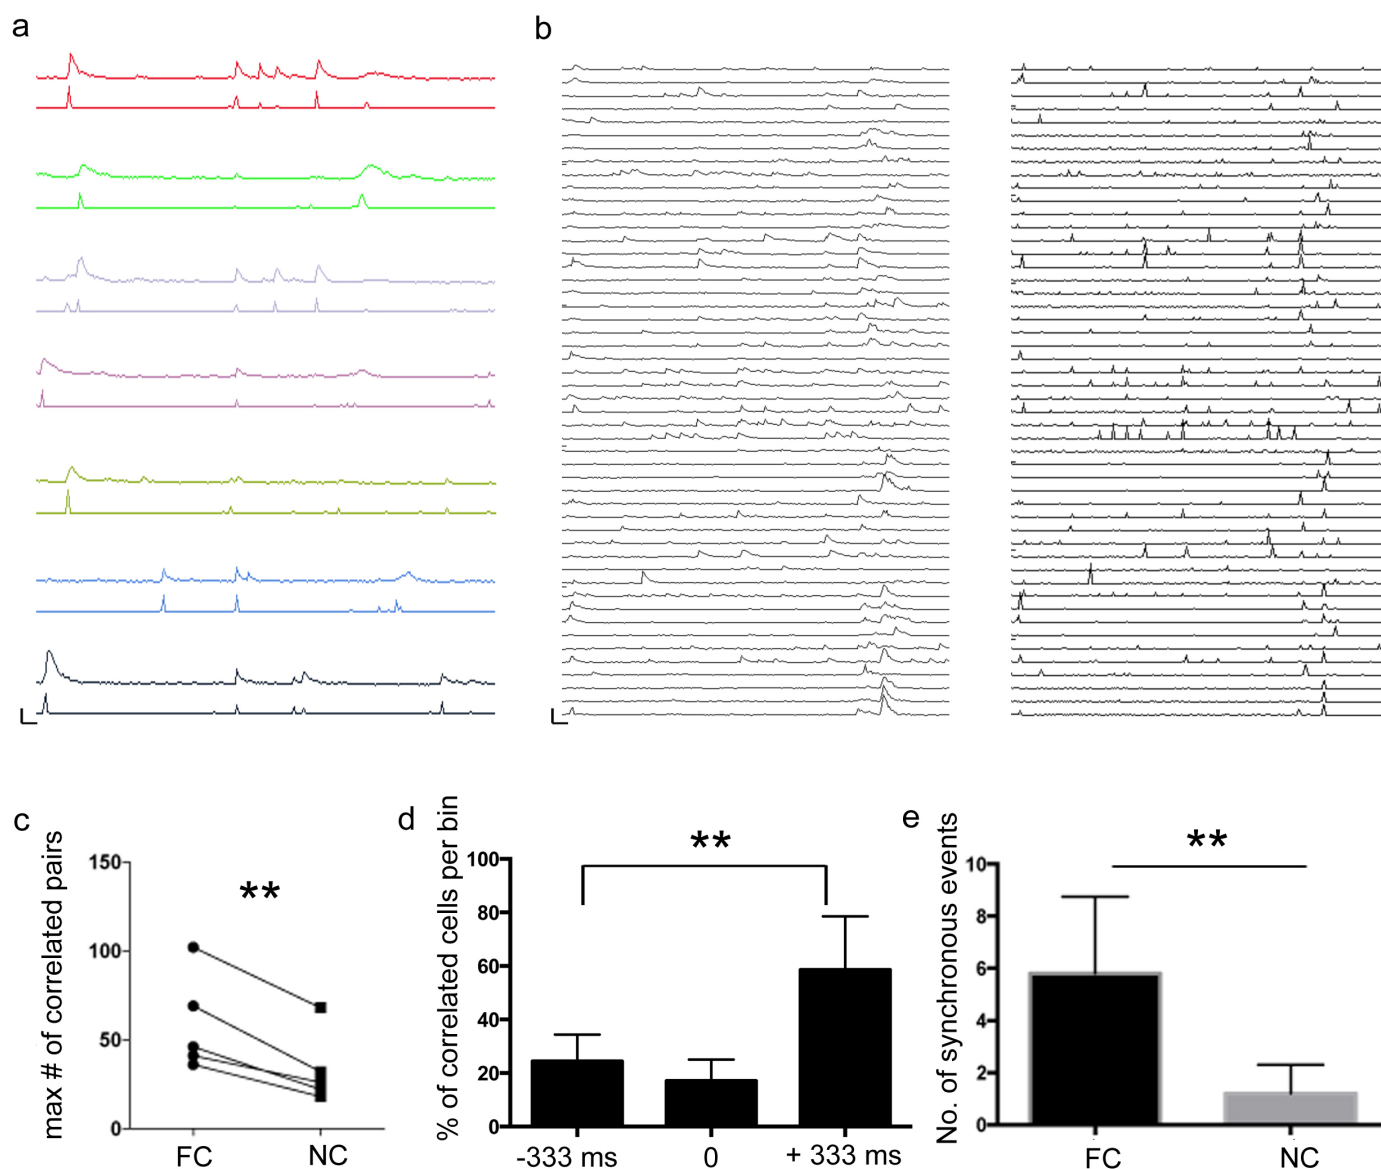 a
b
c
max # of correlated pairs
150
100
50
0
**
FC
NC
d
% of correlated cells per bin
100
80
60
40
20
0
**
-333 ms
0
+ 333 ms
e
No. of synchronous events
10
8
6
4
2
0
**
FC
NC